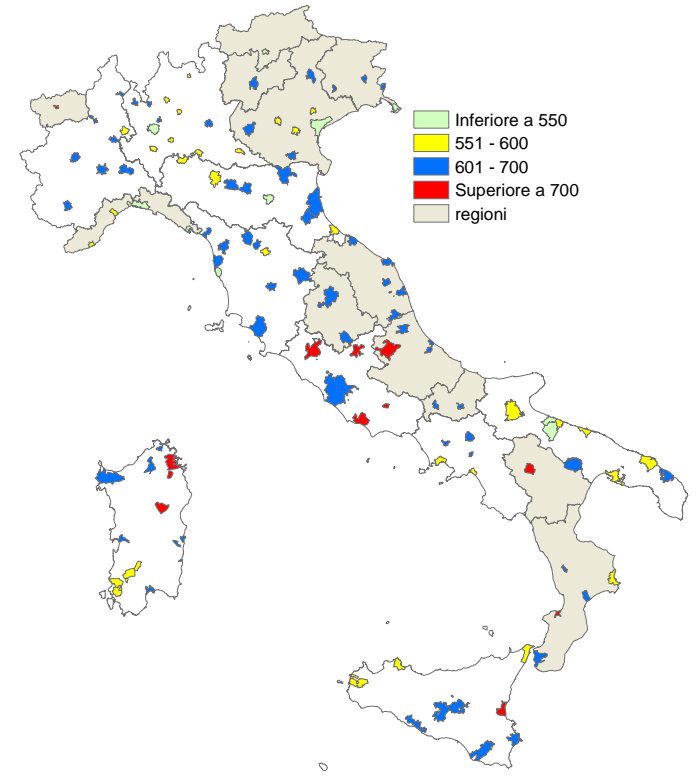 Inferiore a 550
551 - 600
601 - 700
Superiore a 700
regioni